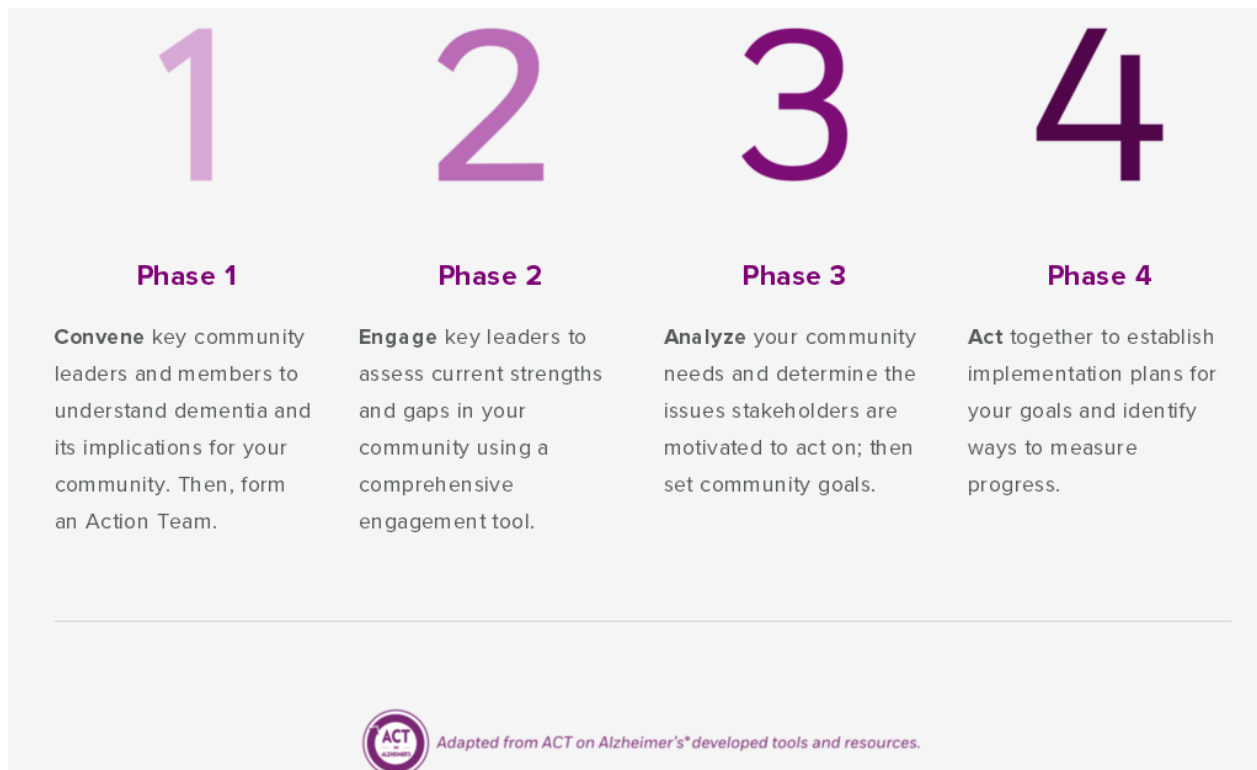 1
2
3
4
Phase 1
Convene key community
leaders and members to
understand dementia and
its implications for your
community. Then, form
an Action Team.
Phase 2
Engage key leaders to
assess current strengths
and gaps in your
community using a
comprehensive
engagement tool.
Phase 3
Analyze your community
needs and determine the
issues stakeholders are
motivated to act on; then
set community goals.
Phase 4
Act together to establish
implementation plans for
your goals and identify
ways to measure
progress.
ACT
ON
ALZHEIMER'S
Adapted from ACT on Alzheimer's® developed tools and resources.